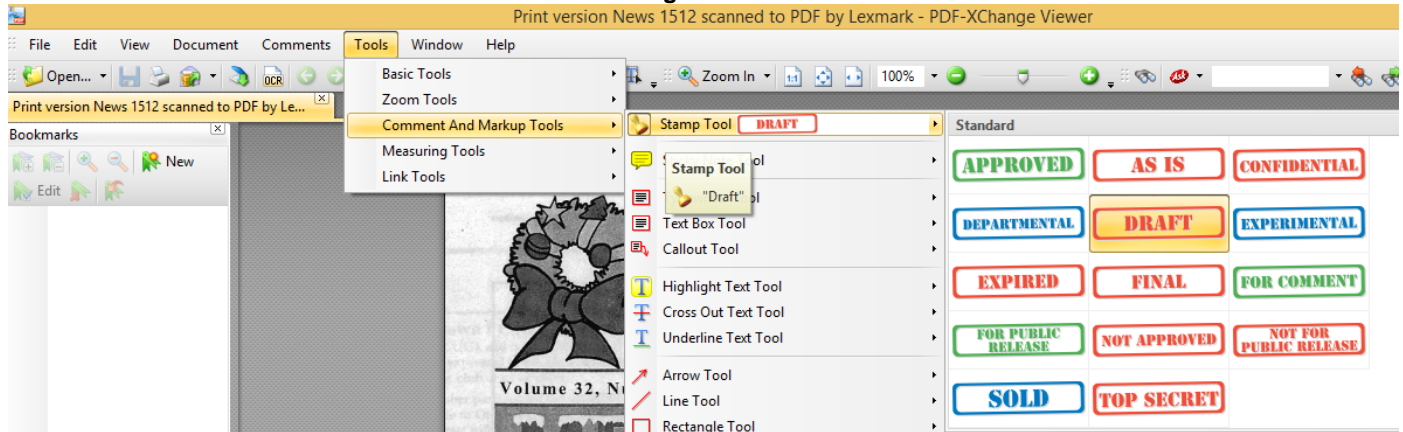 Print version News 1512 scanned to PDF by Lexmark - PDF-XChange Viewer
File Edit View Document Comments Tools Window Help
Open... OCR Zoom In 1:1 100%
Print version News 1512 scanned to PDF by Le...
Bookmarks
New
Edit
Basic Tools
Zoom Tools
Comment And Markup Tools
Measuring Tools
Link Tools
Stamp Tool DRAFT
Stamp Tool
"Draft"
Text Box Tool
Callout Tool
Highlight Text Tool
Cross Out Text Tool
Underline Text Tool
Arrow Tool
Line Tool
Rectangle Tool
Standard
APPROVED AS IS CONFIDENTIAL
DEPARTMENTAL DRAFT EXPERIMENTAL
EXPIRED FINAL FOR COMMENT
FOR PUBLIC RELEASE NOT APPROVED NOT FOR PUBLIC RELEASE
SOLD TOP SECRET
Volume 32,